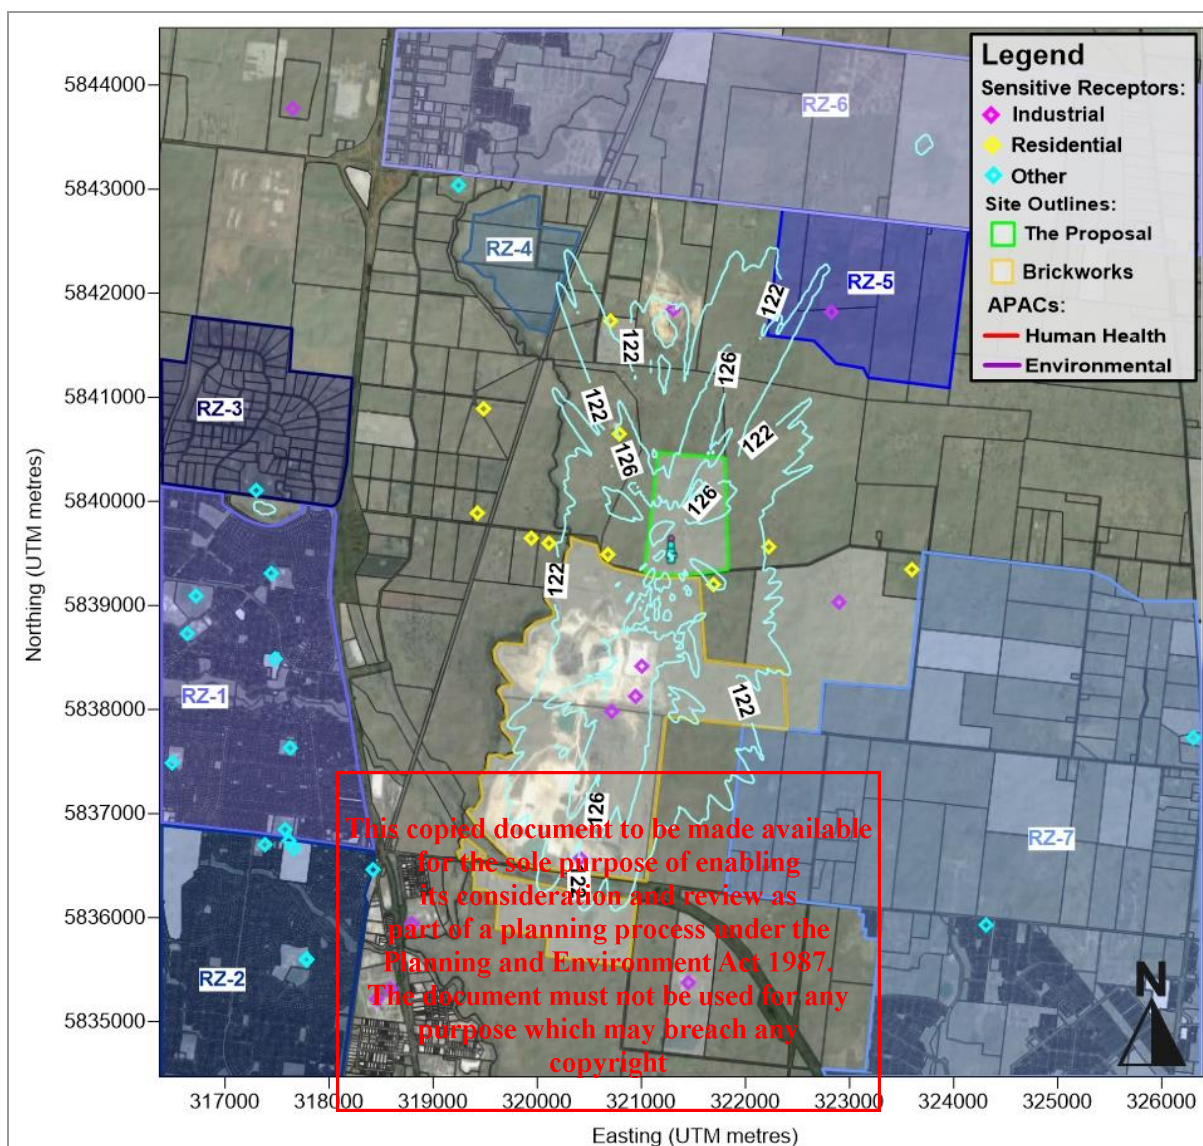 Legend
Sensitive Receptors:
Industrial
Residential
Other
Site Outlines:
The Proposal
Brickworks
APACs:
Human Health
Environmental
5844000
5843000
5842000
5841000
5840000
5839000
5838000
5837000
5836000
5835000
Northing (UTM metres)
RZ-6
RZ-4
RZ-5
RZ-3
RZ-1
RZ-7
RZ-2
122
122
126
122
122
126
126
122
122
126
122
This copied document to be made available
for the sole purpose of enabling
its consideration and review as
part of a planning process under the
Planning and Environment Act 1987.
The document must not be used for any
purpose which may breach any
copyright
N
317000 318000 319000 320000 321000 322000 323000 324000 325000 326000
Easting (UTM metres)